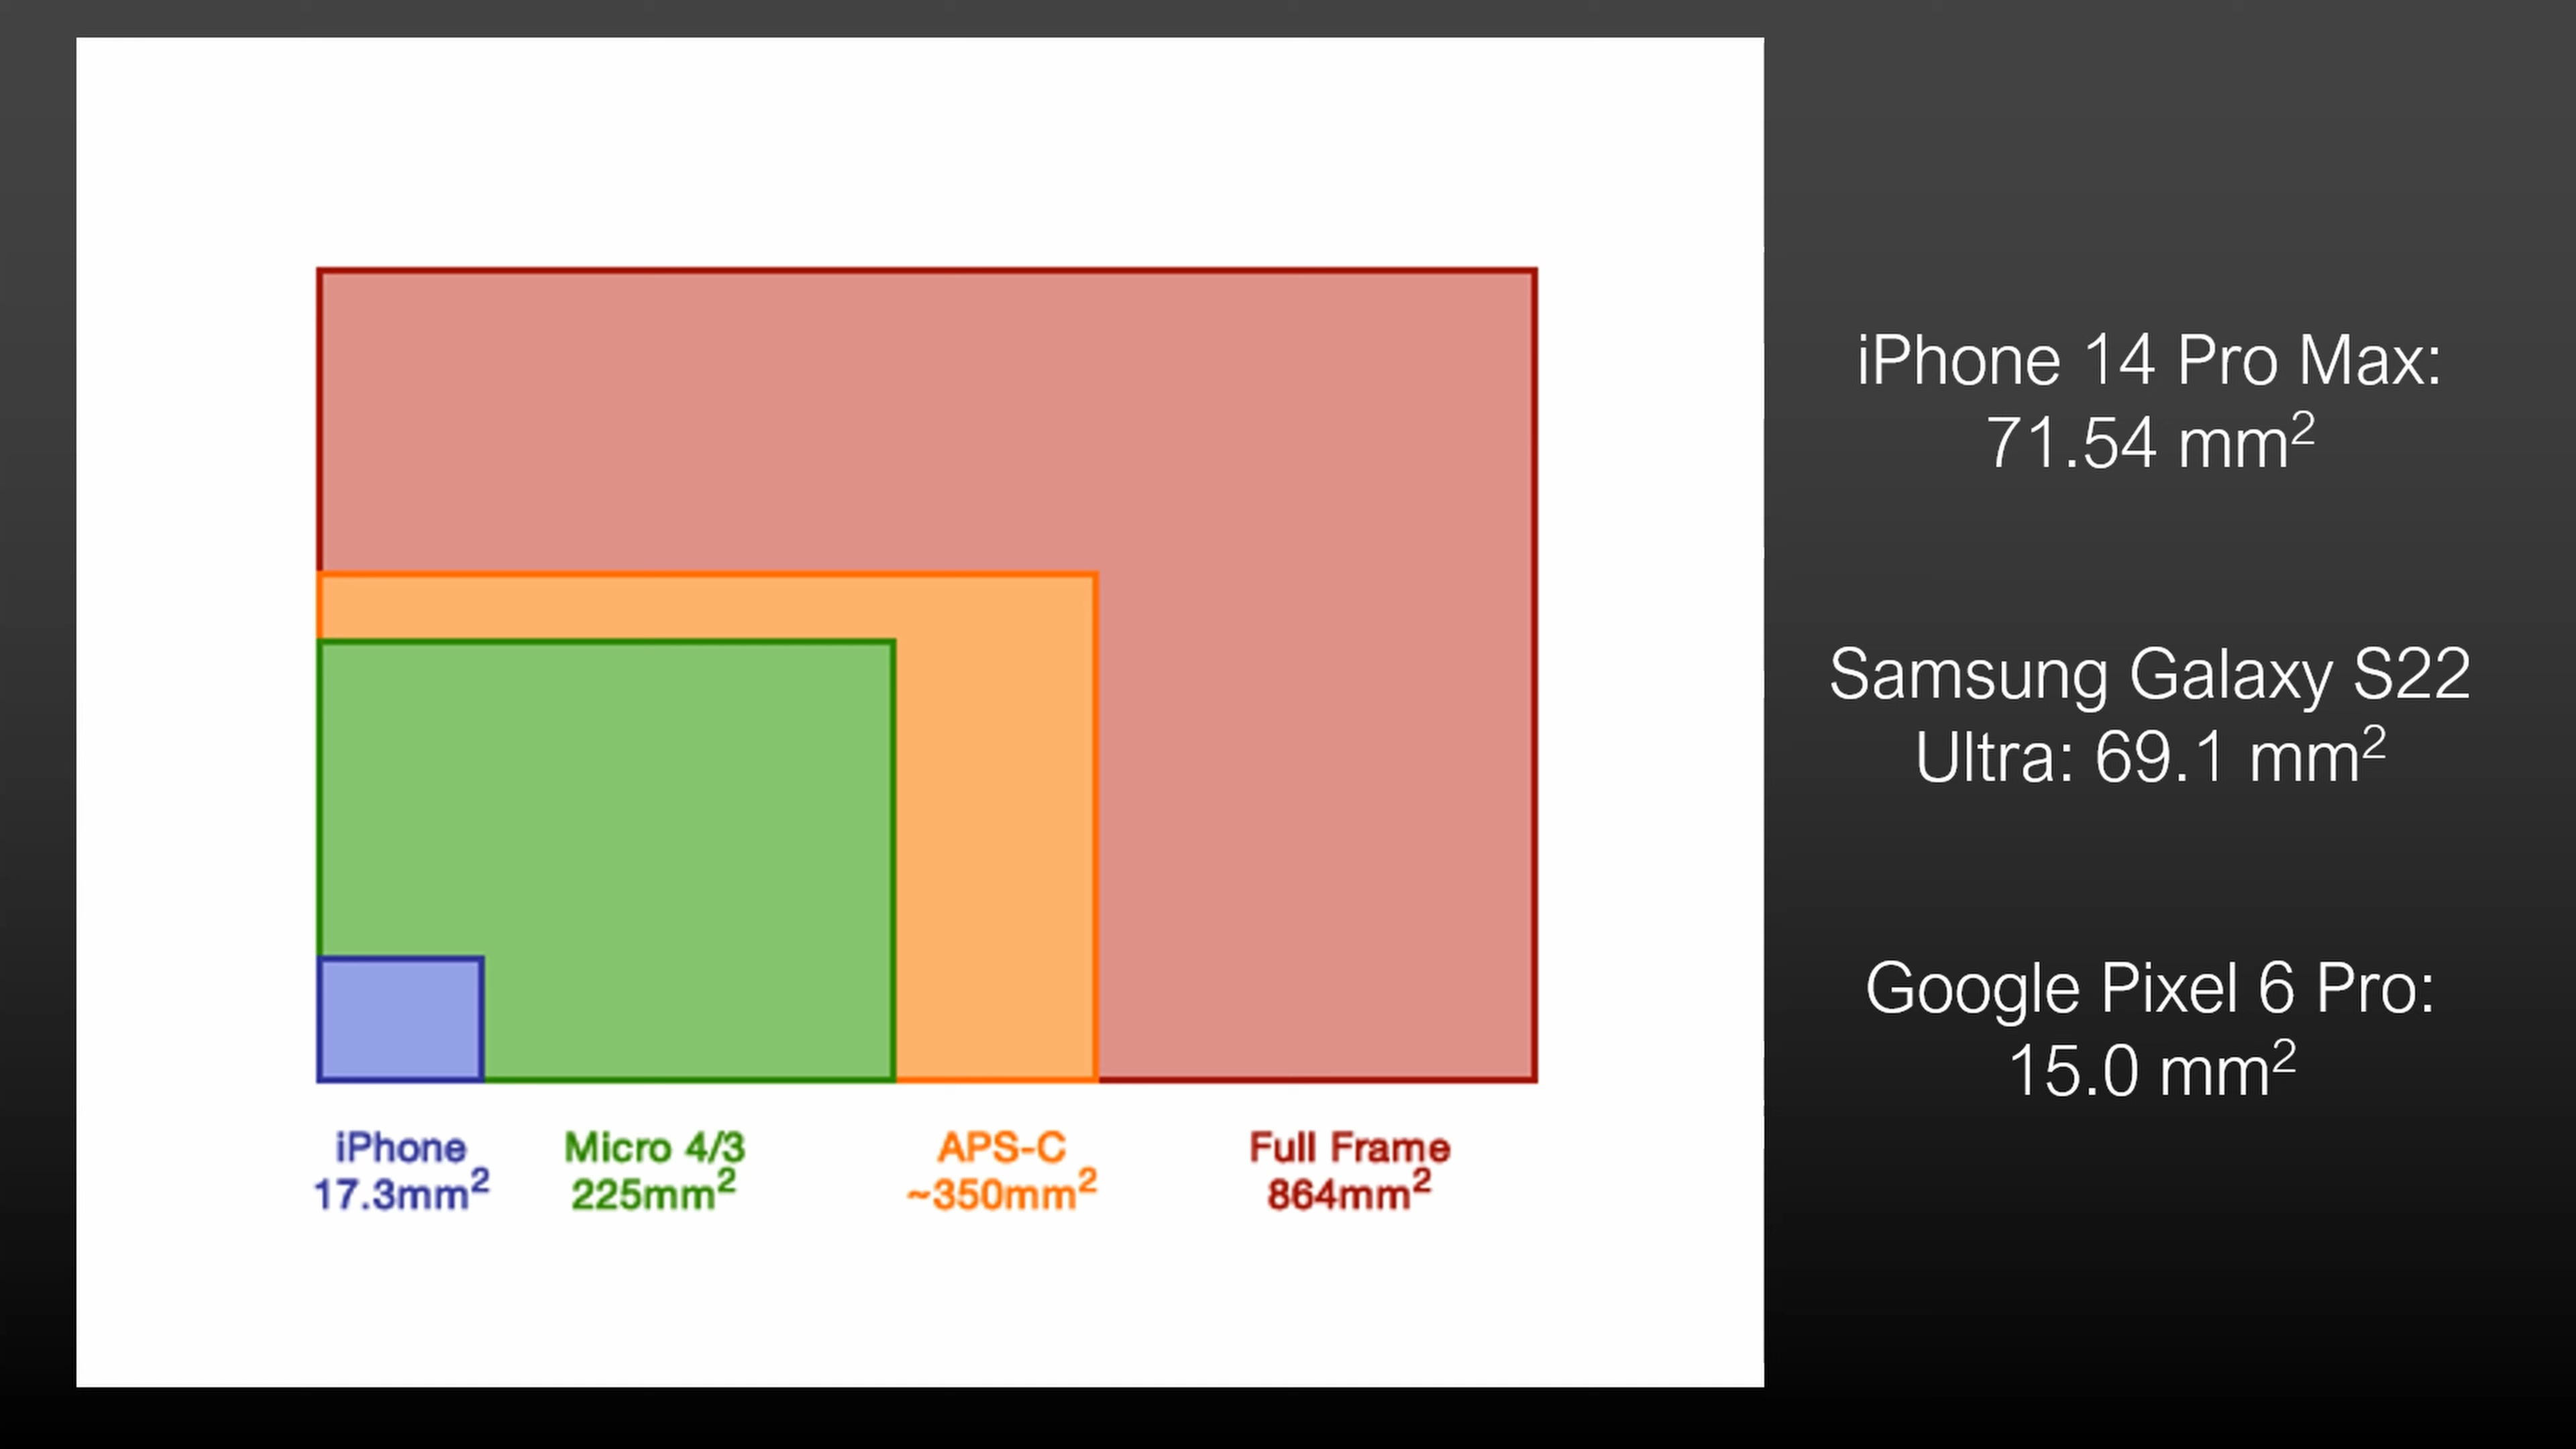 iPhone 14 Pro Max:
71.54 mm²
Samsung Galaxy S22
Ultra: 69.1 mm²
Google Pixel 6 Pro:
15.0 mm²
iPhone
17.3mm²
Micro 4/3
225mm²
APS-C
~350mm²
Full Frame
864mm²